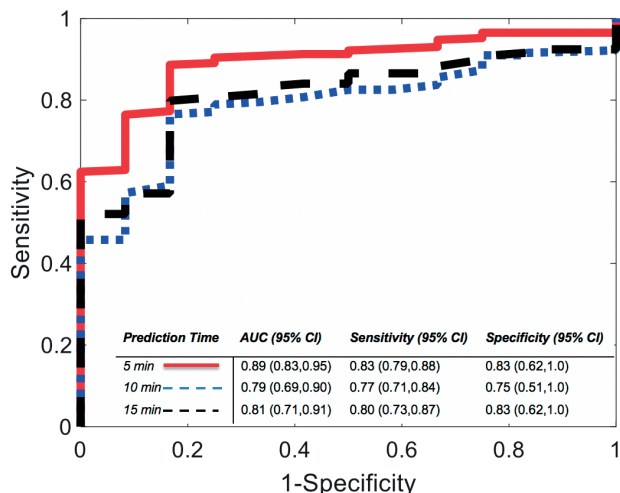 1
0.8
0.6
0.4
0.2
0
Sensitivity
Prediction Time AUC (95% CI) Sensitivity (95% CI) Specificity (95% CI)
5 min 0.89 (0.83,0.95) 0.83 (0.79,0.88) 0.83 (0.62,1.0)
10 min 0.79 (0.69,0.90) 0.77 (0.71,0.84) 0.75 (0.51,1.0)
15 min 0.81 (0.71,0.91) 0.80 (0.73,0.87) 0.83 (0.62,1.0)
0 0.2 0.4 0.6 0.8 1
1-Specificity